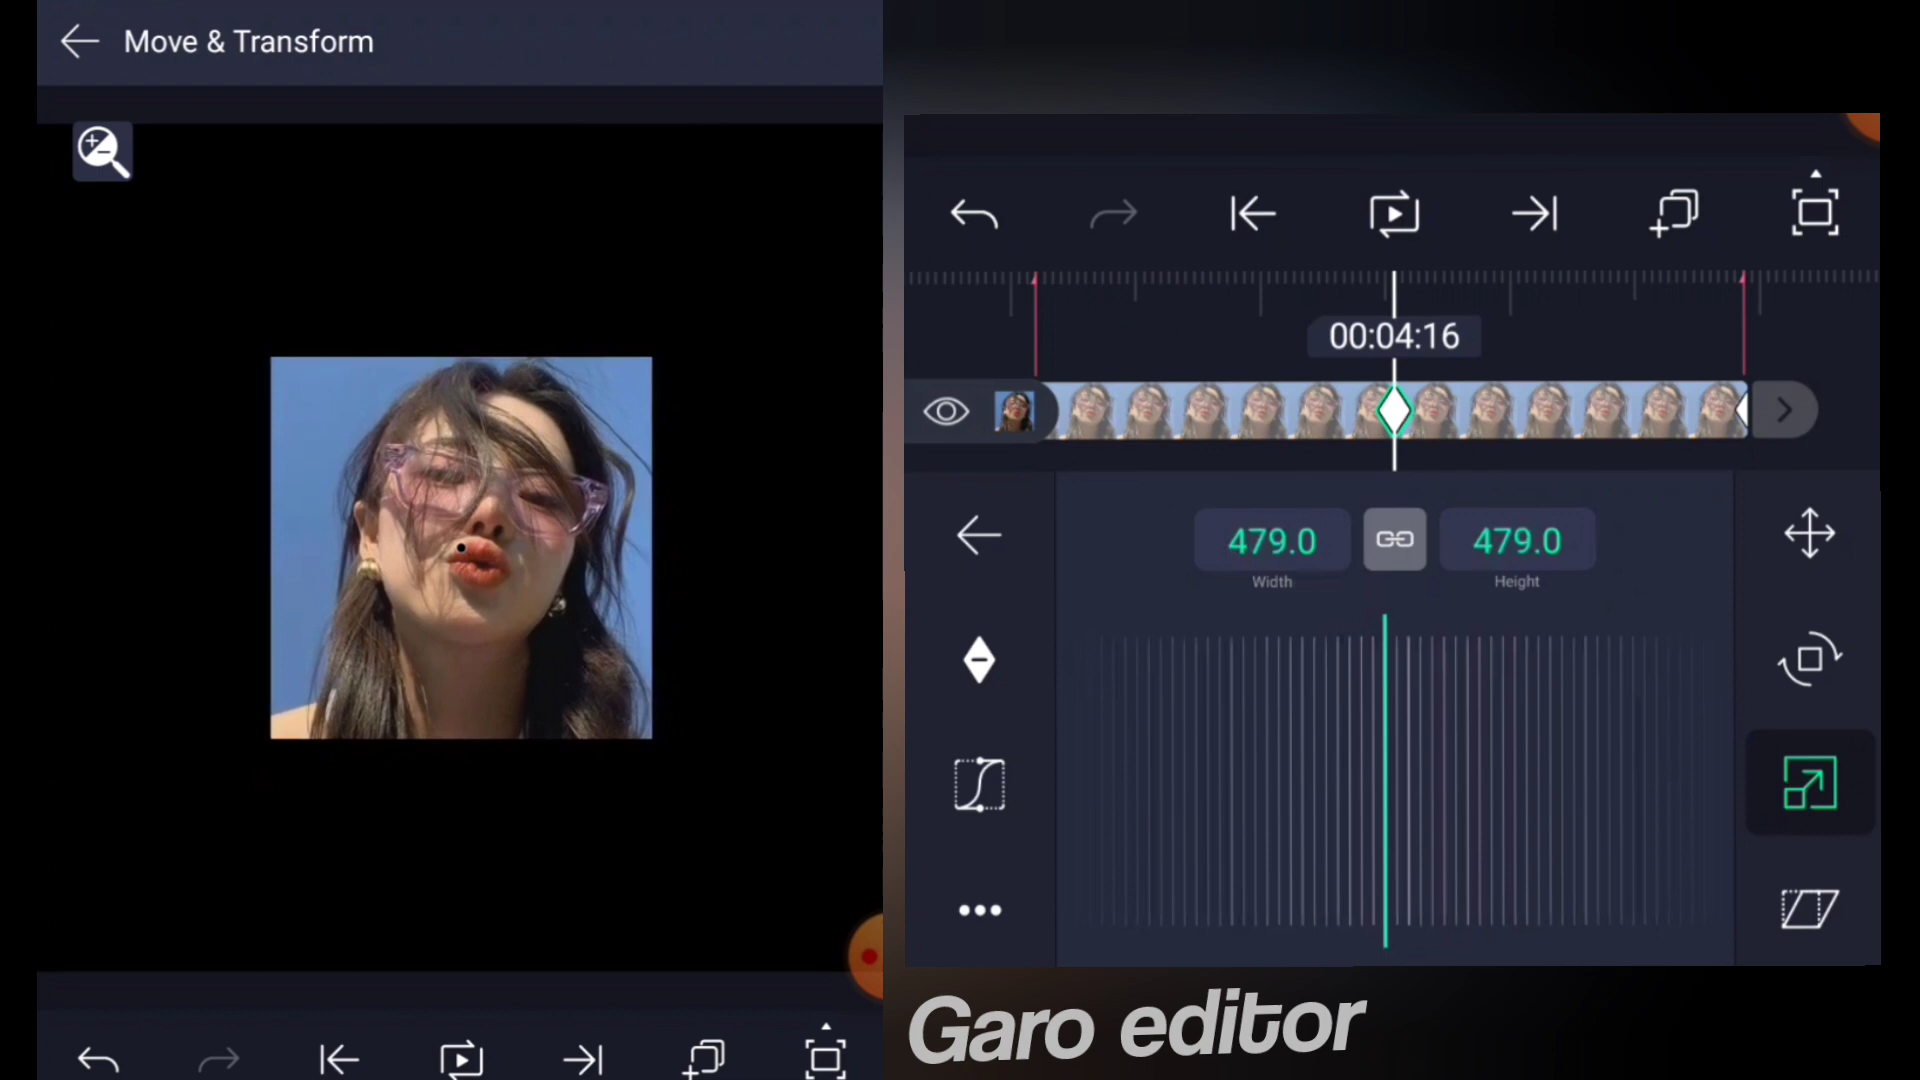 Move & Transform
00:04:16
479.0
479.0
Width
Height
Garo editor